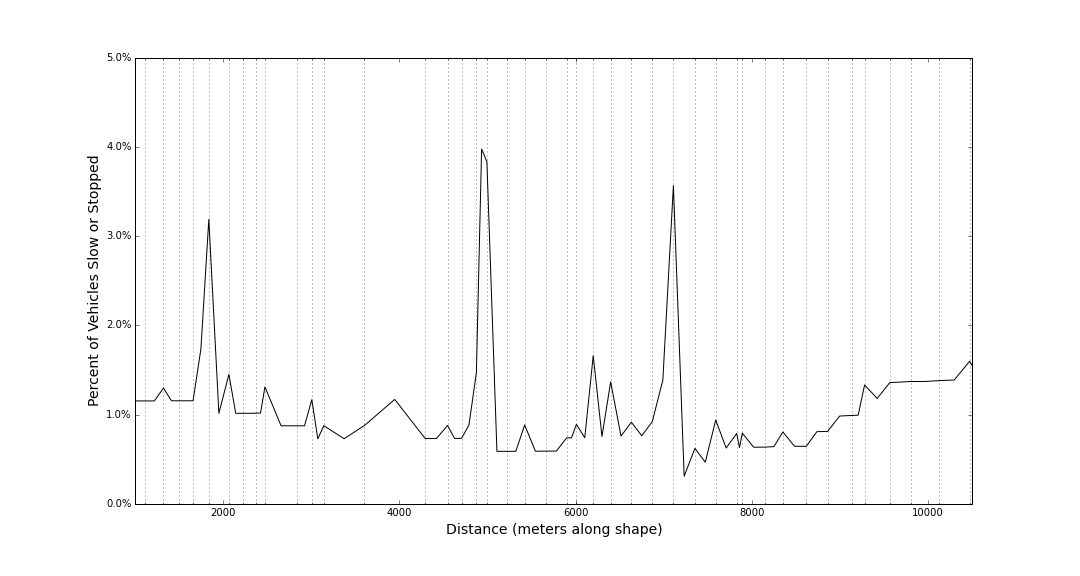 5.0%
4.0%
3.0%
2.0%
1.0%
0.0%
Percent of Vehicles Slow or Stopped
2000 4000 6000 8000 10000
Distance (meters along shape)